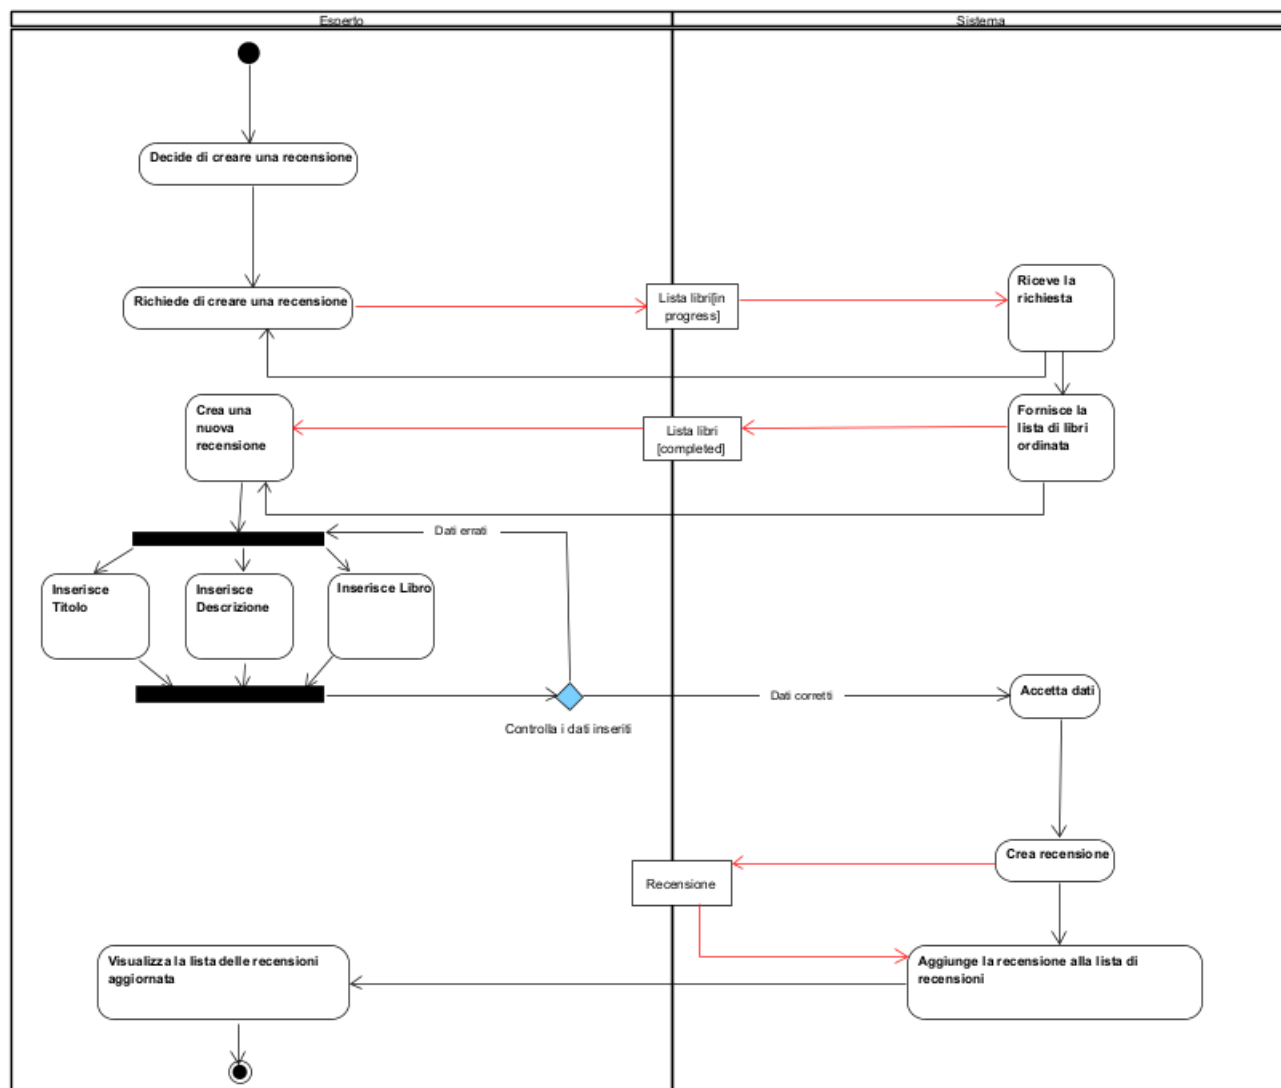 Esperto
Sistema
Decide di creare una recensione
Richiede di creare una recensione
Lista libri[in
progress]
Riceve la
richiesta
Crea una
nuova
recensione
Lista libri
[completed]
Fornisce la
lista di libri
ordinata
Dati errati
Inserisce
Titolo
Inserisce
Descrizione
Inserisce Libro
Dati corretti
Accetta dati
Controlla i dati inseriti
Crea recensione
Recensione
Visualizza la lista delle recensioni
aggiornata
Aggiunge la recensione alla lista di
recensioni